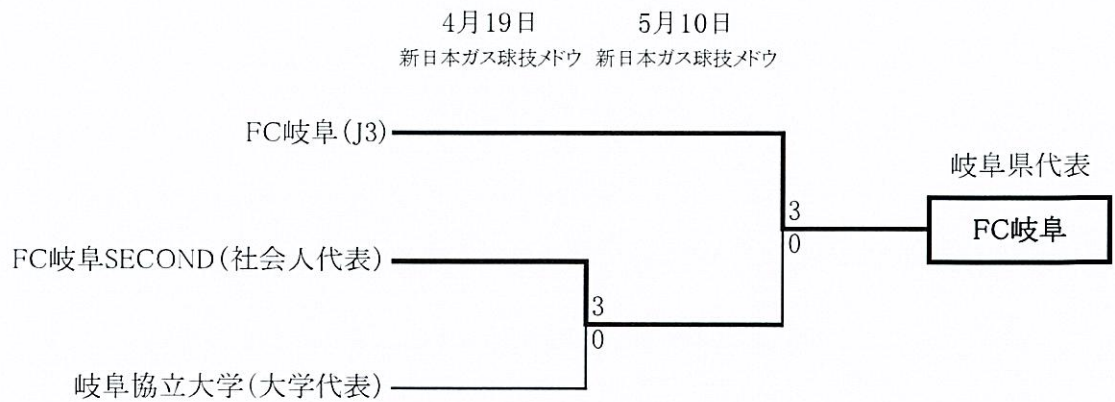 4月19日 5月10日
新日本ガス球技メドウ 新日本ガス球技メドウ
FC岐阜(J3)
岐阜県代表
3
FC岐阜
0
FC岐阜SECOND(社会人代表)
3
0
岐阜協立大学(大学代表)